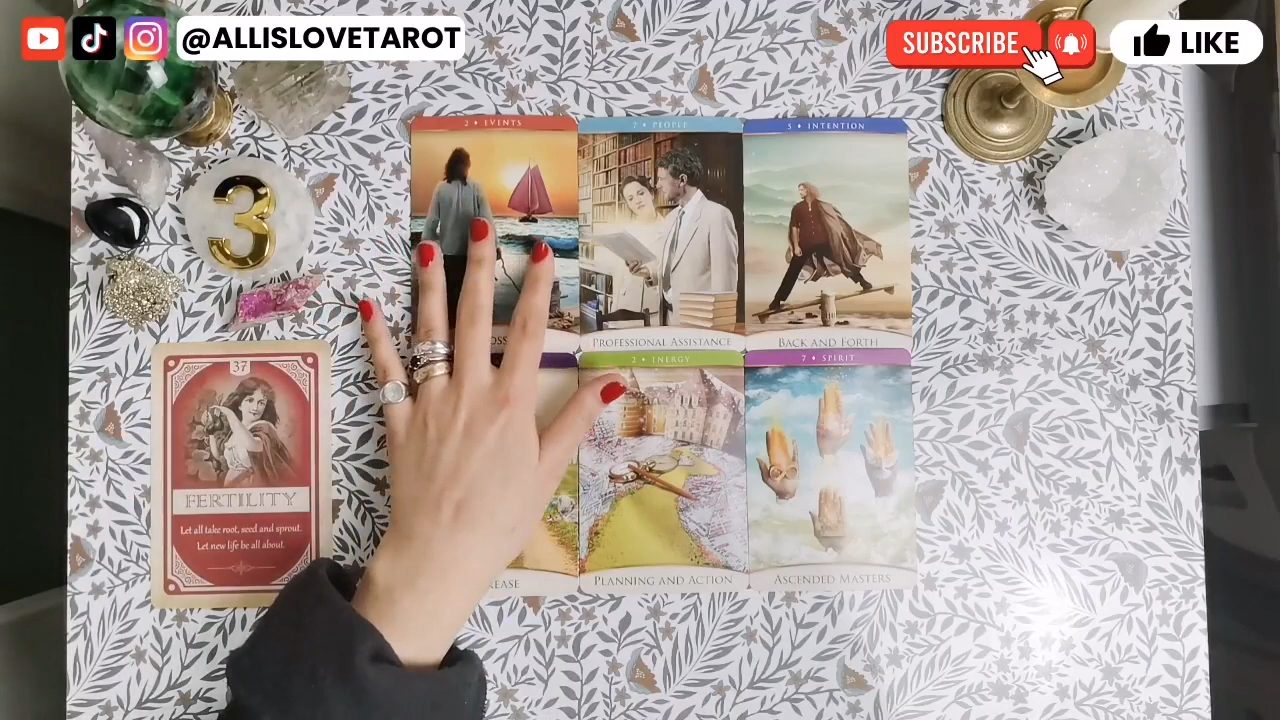 @ALLISLOVETAROT
SUBSCRIBE
LIKE
3
2 • EVENTS
7 • PEOPLE
5 • INTENTION
PROFESSIONAL ASSISTANCE
BACK AND FORTH
2 • ENERGY
7 • SPIRIT
PLANNING AND ACTION
ASCENDED MASTERS
37
FERTILITY
Let all take root, seed and sprout.
Let new life be all about.